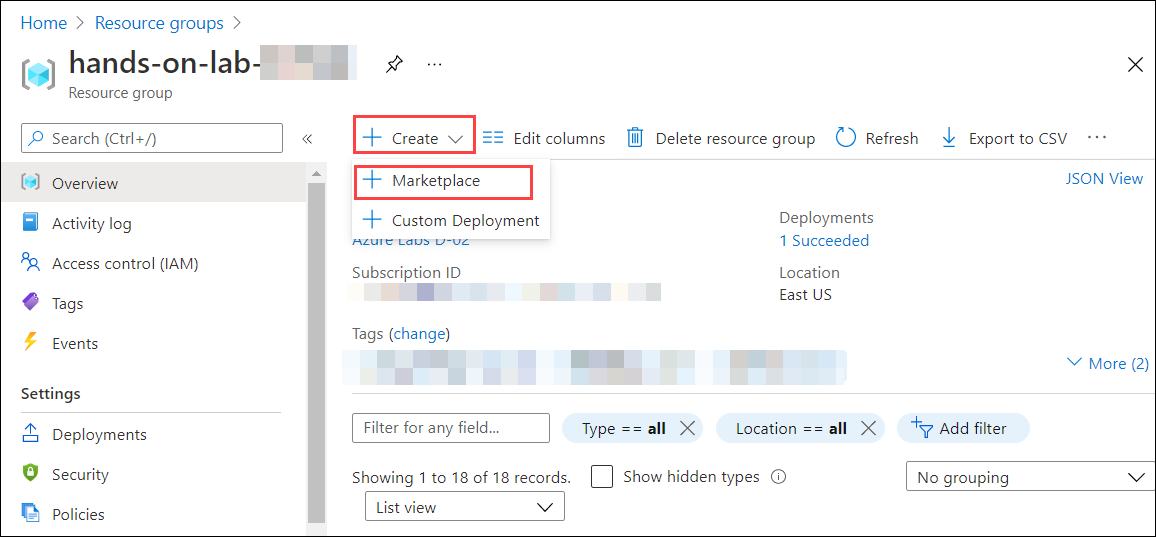 Home > Resource groups >
hands-on-lab-
Resource group
Search (Ctrl+/)
Overview
Activity log
Access control (IAM)
Tags
Events
Settings
Deployments
Security
Policies
Create Edit columns Delete resource group Refresh Export to CSV ...
Marketplace
Custom Deployment
JSON View
Azure Labs D-02
Deployments
1 Succeeded
Subscription ID
Location
East US
Tags (change)
More (2)
Filter for any field...
Type == all
Location == all
Add filter
Showing 1 to 18 of 18 records.
Show hidden types
No grouping
List view